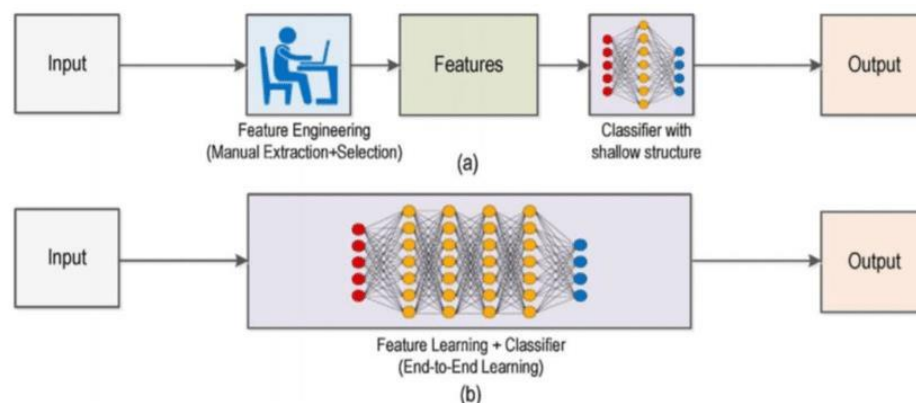 Input
Feature Engineering
(Manual Extraction+Selection)
Features
Classifier with
shallow structure
Output
(a)
Input
Feature Learning + Classifier
(End-to-End Learning)
Output
(b)